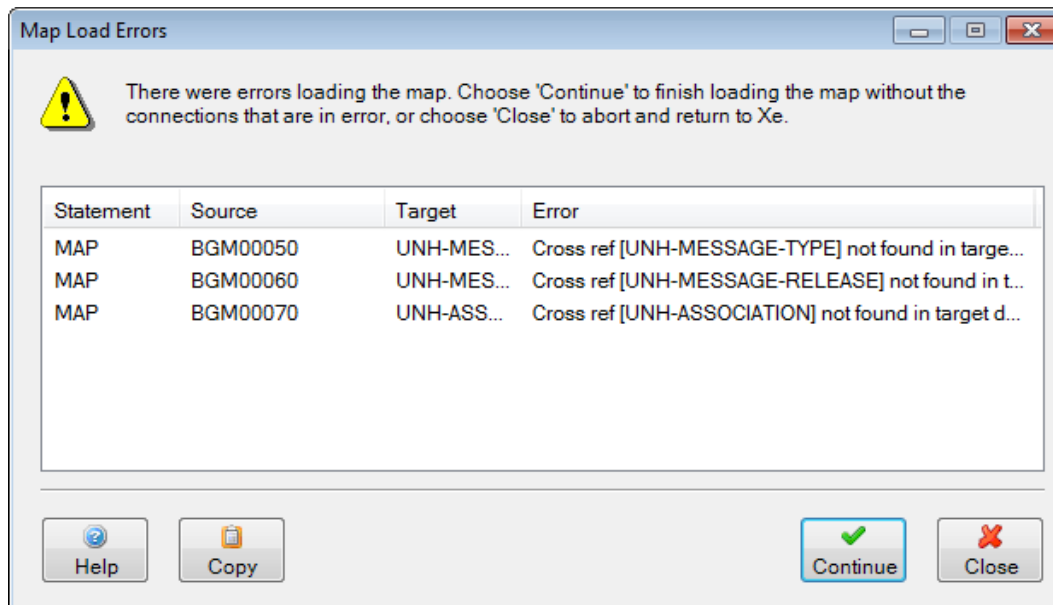 Map Load Errors
There were errors loading the map. Choose 'Continue' to finish loading the map without the
connections that are in error, or choose 'Close' to abort and return to Xe.
Statement Source Target Error
MAP BGM00050 UNH-MES... Cross ref [UNH-MESSAGE-TYPE] not found in targe...
MAP BGM00060 UNH-MES... Cross ref [UNH-MESSAGE-RELEASE] not found in t...
MAP BGM00070 UNH-ASS... Cross ref [UNH-ASSOCIATION] not found in target d...
Help Copy Continue Close